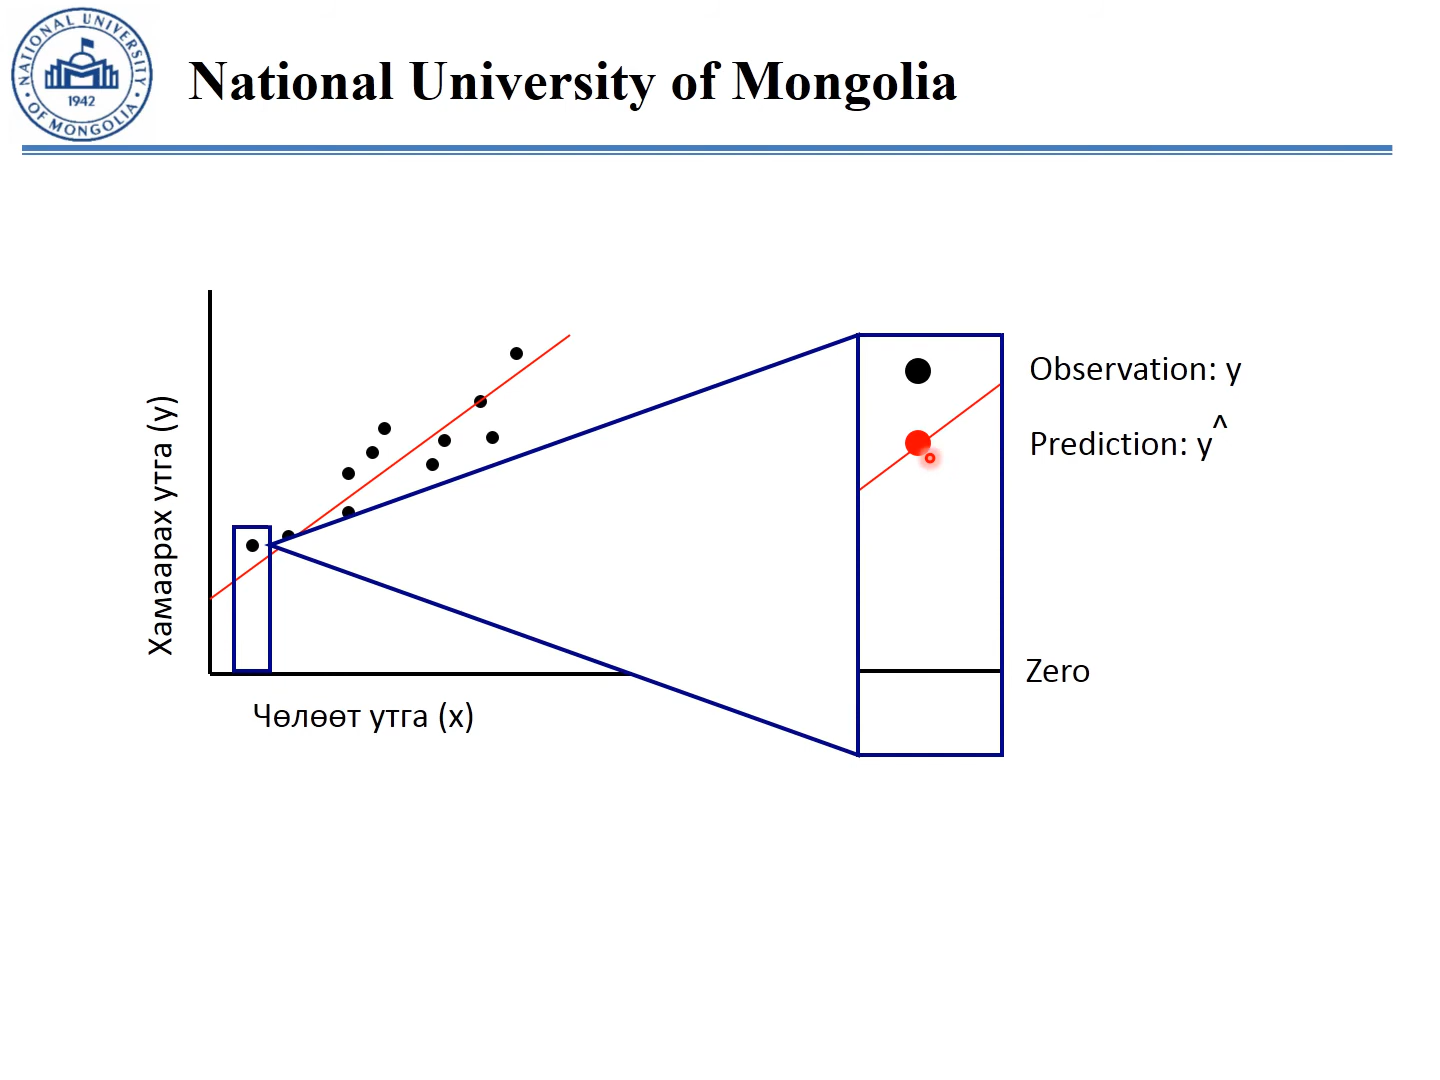 NATIONAL UNIVERSITY
OF MONGOLIA
1942
National University of Mongolia
Хамаарах утга (y)
Чөлөөт утга (x)
Observation: y
Prediction: y^
Zero